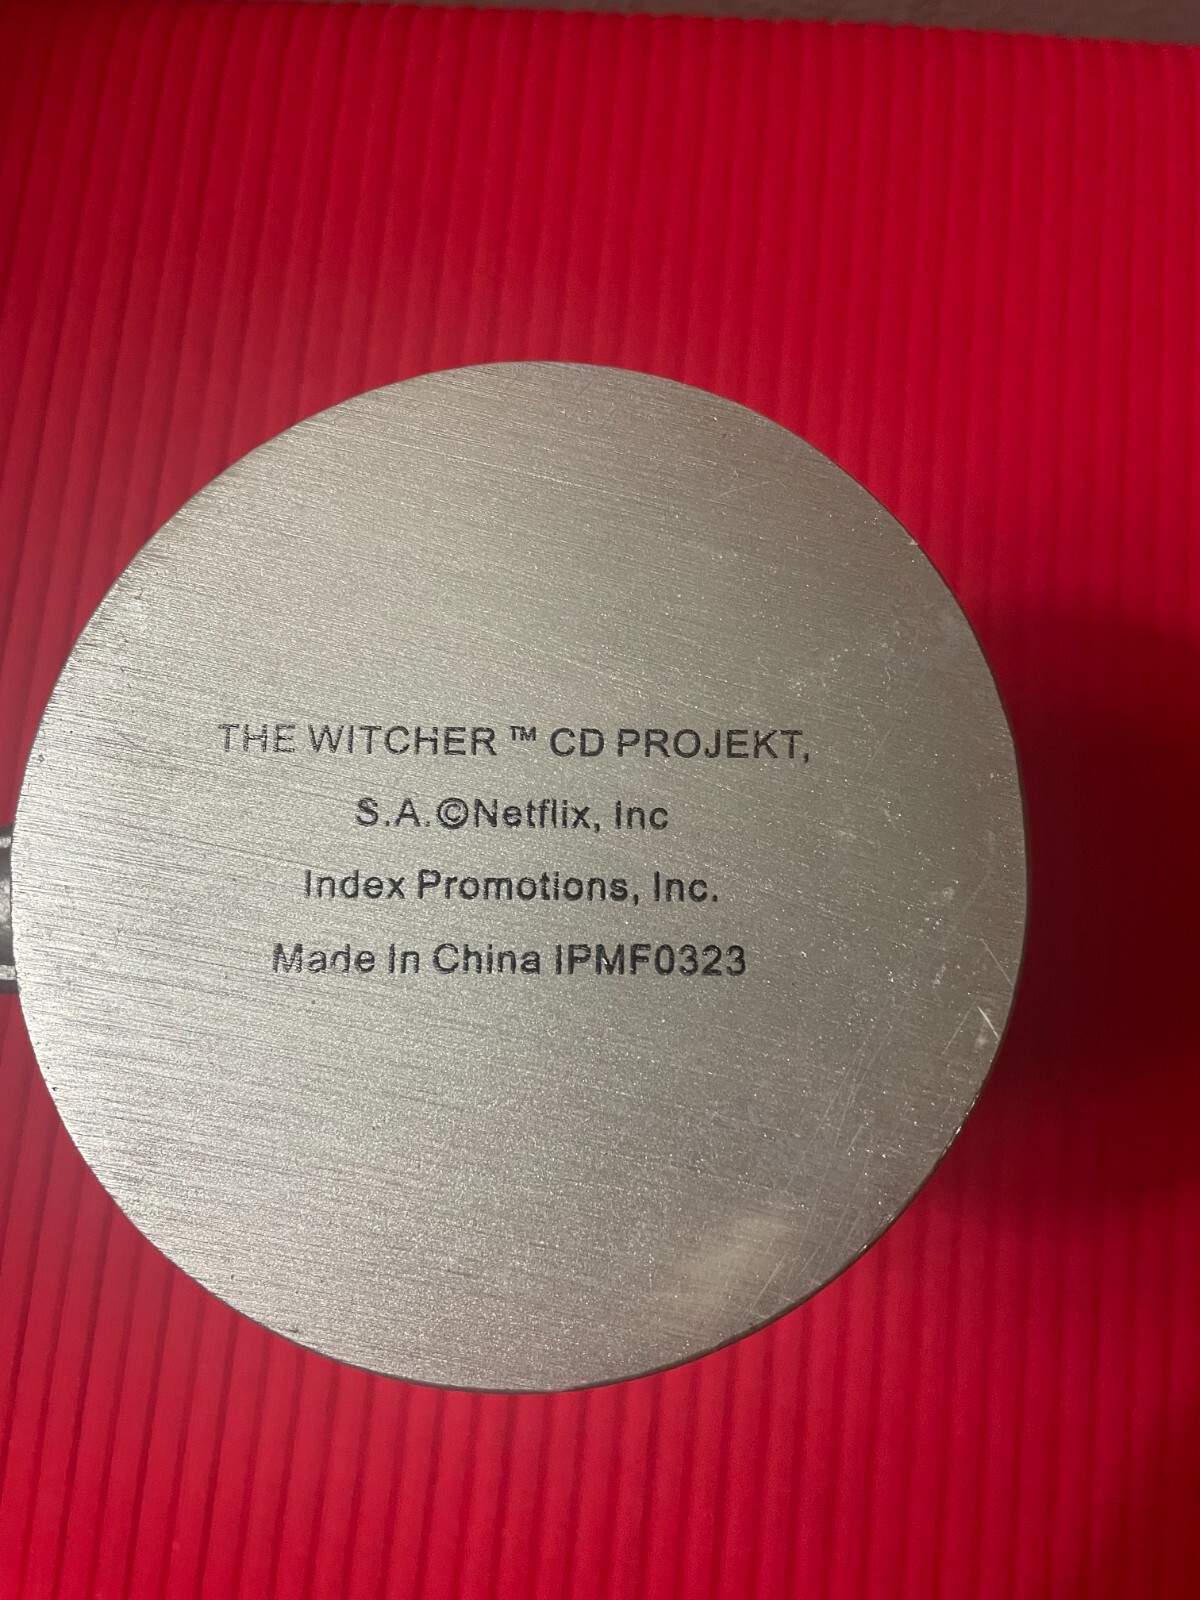 THE WITCHER ™ CD PROJEKT,
S.A.©Netflix, Inc
Index Promotions, Inc.
Made In China IPMF0323